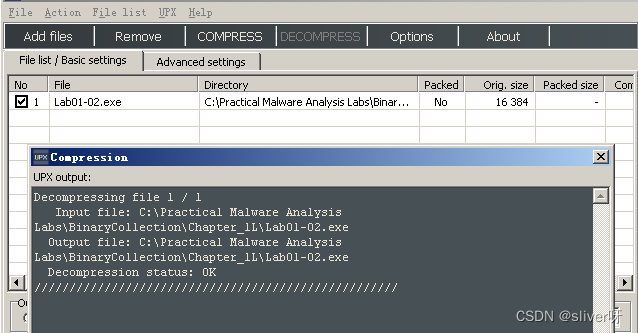 File Action File list UPX Help
Add files Remove COMPRESS DECOMPRESS Options About
File list / Basic settings Advanced settings
No File Directory Packed Orig. size Packed size Com
1 Lab01-02.exe C:\Practical Malware Analysis Labs\Binar... No 16 384 -
UPX Compression
UPX output:
Decompressing file 1 / 1
Input file: C:\Practical Malware Analysis
Labs\BinaryCollection\Chapter_1L\Lab01-02.exe
Output file: C:\Practical Malware Analysis
Labs\BinaryCollection\Chapter_1L\Lab01-02.exe
Decompression status: OK
////////////////////////////////////////////////////
Ou
CSDN @sliver呀